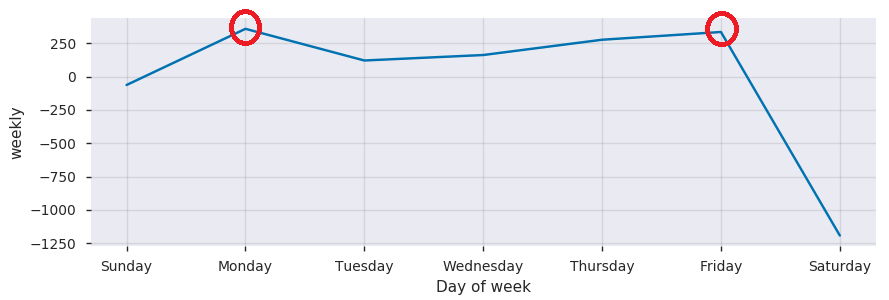 250
0
−250
−500
−750
−1000
−1250
weekly
Sunday Monday Tuesday Wednesday Thursday Friday Saturday
Day of week